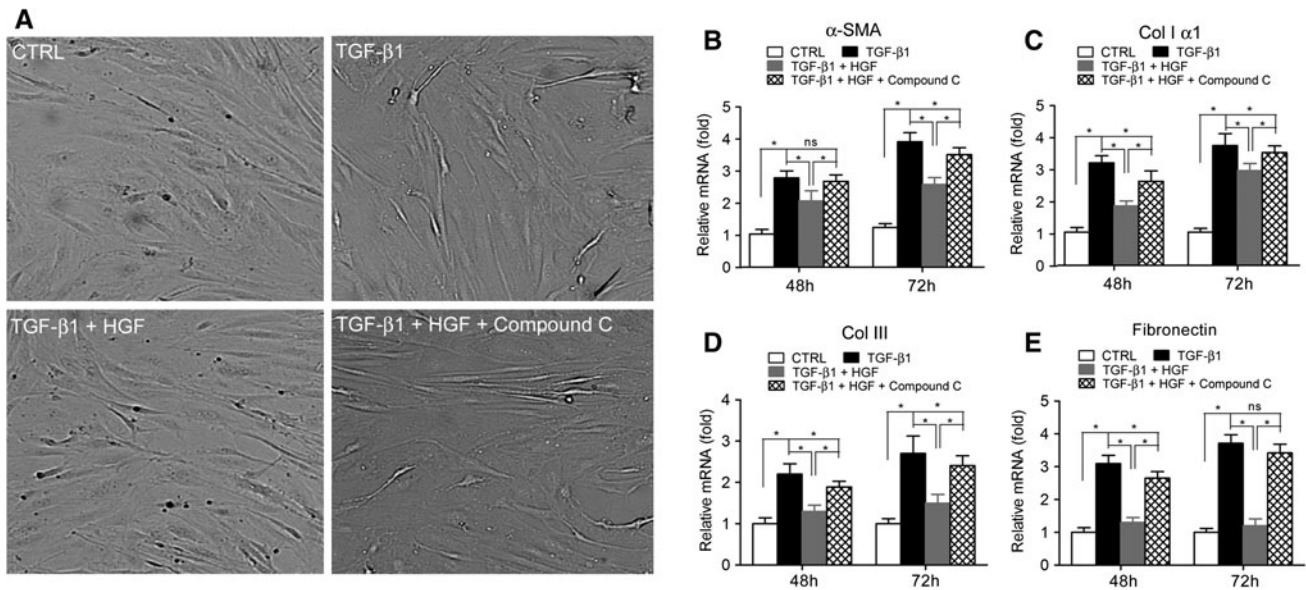 A
CTRL
TGF-β1
TGF-β1 + HGF
TGF-β1 + HGF + Compound C
B
α-SMA
CTRL TGF-β1
TGF-β1 + HGF
TGF-β1 + HGF + Compound C
Relative mRNA (fold)
5
4
3
2
1
0
* ns
* *
* *
* *
48h 72h
C
Col I α1
CTRL TGF-β1
TGF-β1 + HGF
TGF-β1 + HGF + Compound C
Relative mRNA (fold)
5
4
3
2
1
0
* *
* *
* *
* *
48h 72h
D
Col III
CTRL TGF-β1
TGF-β1 + HGF
TGF-β1 + HGF + Compound C
Relative mRNA (fold)
4
2
0
* *
* *
* *
* *
48h 72h
E
Fibronectin
CTRL TGF-β1
TGF-β1 + HGF
TGF-β1 + HGF + Compound C
Relative mRNA (fold)
5
4
3
2
1
0
* *
* *
* ns
* *
48h 72h